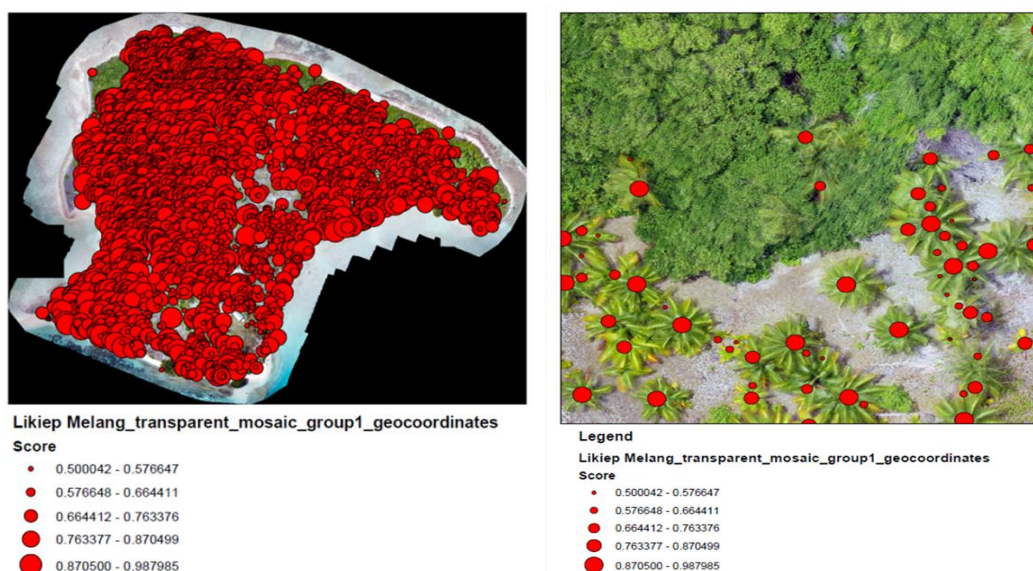 Likiep Melang_transparent_mosaic_group1_geocoordinates
Score
0.500042 - 0.576647
0.576648 - 0.664411
0.664412 - 0.763376
0.763377 - 0.870499
0.870500 - 0.987985
Legend
Likiep Melang_transparent_mosaic_group1_geocoordinates
Score
0.500042 - 0.576647
0.576648 - 0.664411
0.664412 - 0.763376
0.763377 - 0.870499
0.870500 - 0.987985